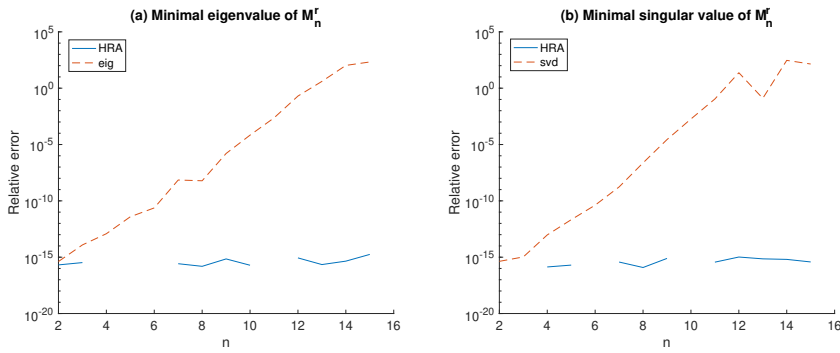 (a) Minimal eigenvalue of M_n^r
10^5
10^0
10^-5
10^-10
10^-15
10^-20
Relative error
HRA
eig
2 4 6 8 10 12 14 16
n
(b) Minimal singular value of M_n^r
10^5
10^0
10^-5
10^-10
10^-15
10^-20
Relative error
HRA
svd
2 4 6 8 10 12 14 16
n